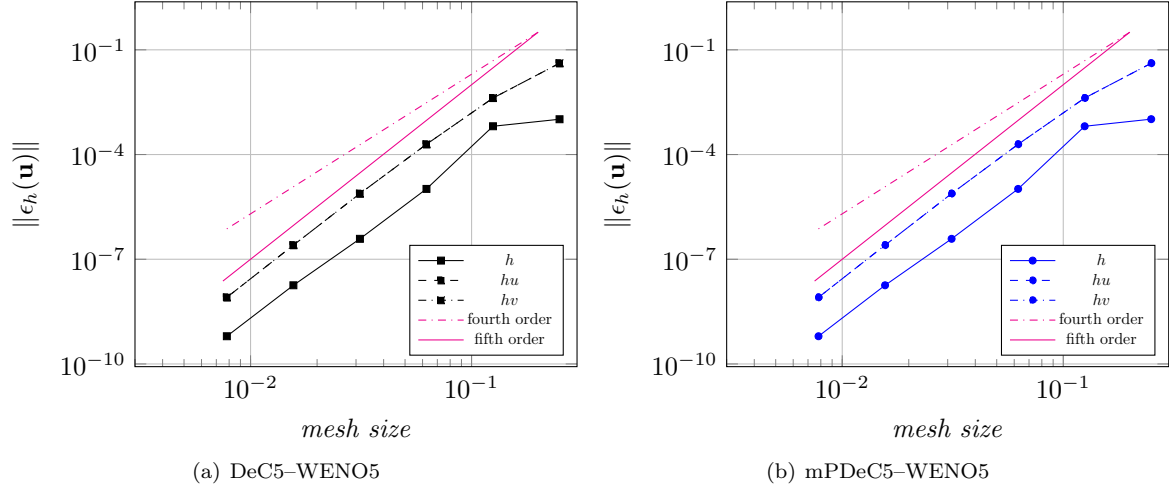 10^{-1}
10^{-4}
10^{-7}
10^{-10}
‖ϵ_h(𝐮)‖
10^{-2}
10^{-1}
mesh size
h
hu
hv
fourth order
fifth order
(a) DeC5–WENO5
10^{-1}
10^{-4}
10^{-7}
10^{-10}
‖ϵ_h(𝐮)‖
10^{-2}
10^{-1}
mesh size
h
hu
hv
fourth order
fifth order
(b) mPDeC5–WENO5